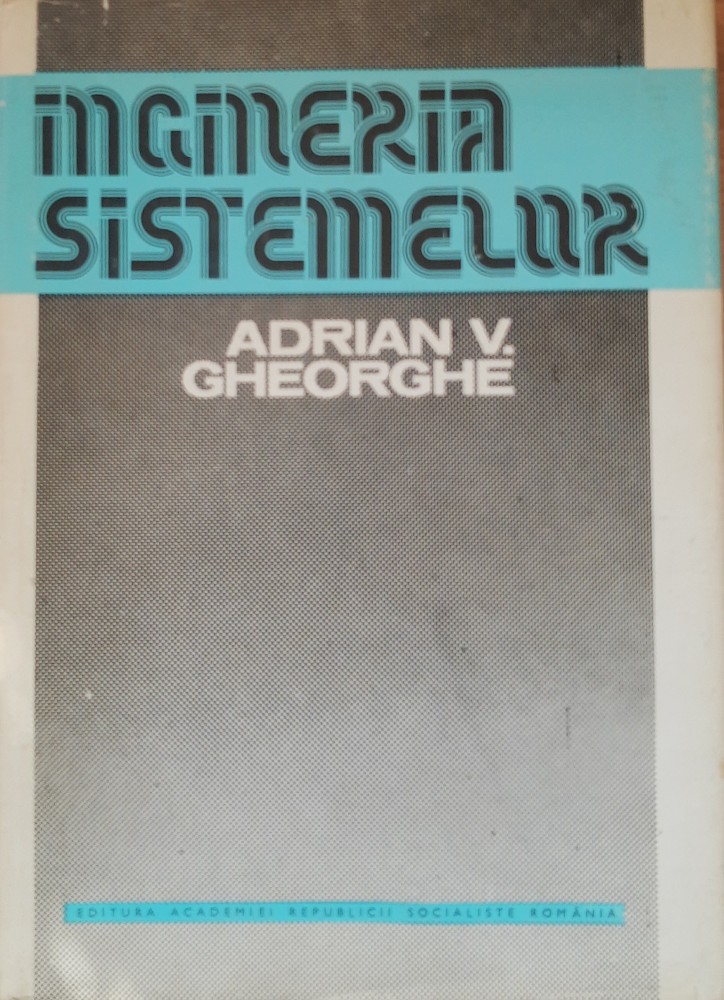 INGINERIA
SISTEMELOR
ADRIAN V.
GHEORGHE
EDITURA ACADEMIEI REPUBLICII SOCIALISTE ROMÂNIA